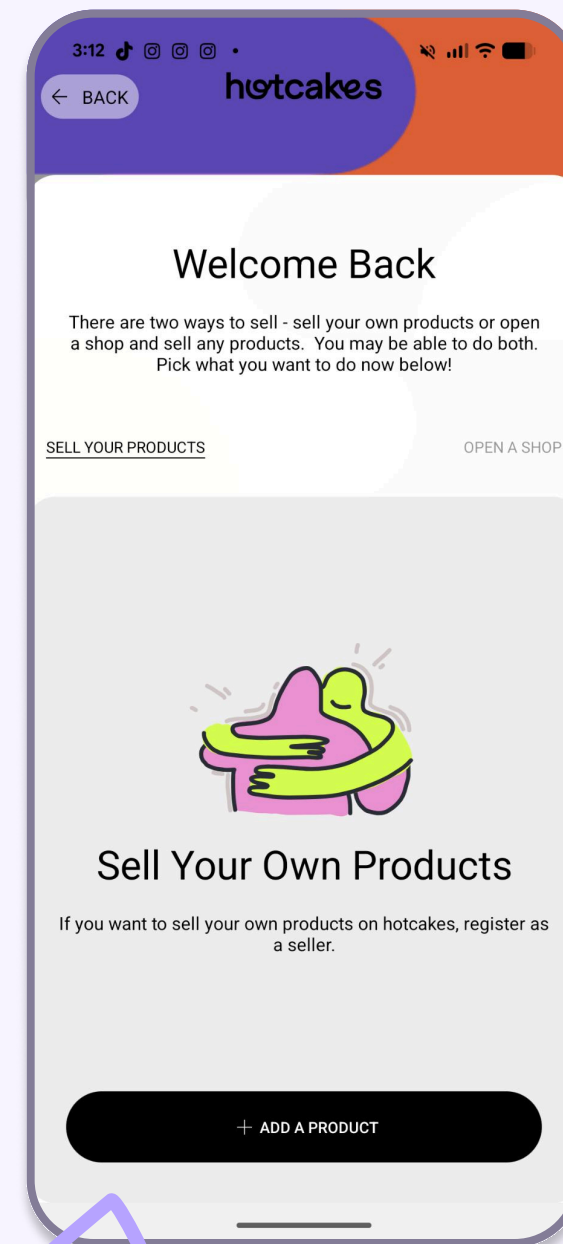 3:12
← BACK
hotcakes
Welcome Back
There are two ways to sell - sell your own products or open
a shop and sell any products. You may be able to do both.
Pick what you want to do now below!
SELL YOUR PRODUCTS
OPEN A SHOP
Sell Your Own Products
If you want to sell your own products on hotcakes, register as
a seller.
+ ADD A PRODUCT